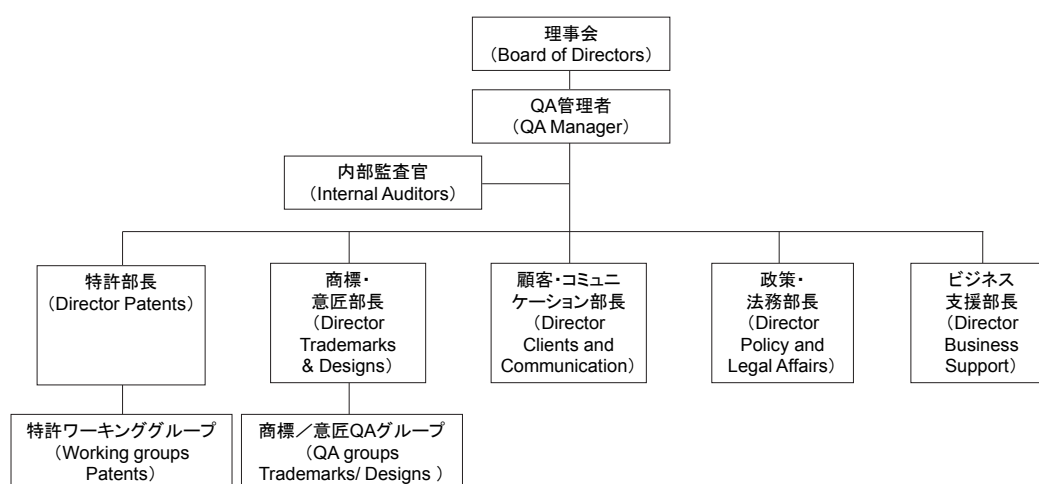 理事会
（Board of Directors）
QA管理者
（QA Manager）
内部監査官
（Internal Auditors）
特許部長
（Director Patents）
商標・
意匠部長
（Director
Trademarks
& Designs）
顧客・コミュニ
ケーション部長
（Director
Clients and
Communication）
政策・
法務部長
（Director
Policy and
Legal Affairs）
ビジネス
支援部長
（Director
Business
Support）
特許ワーキンググループ
（Working groups
Patents）
商標／意匠QAグループ
（QA groups
Trademarks/ Designs ）